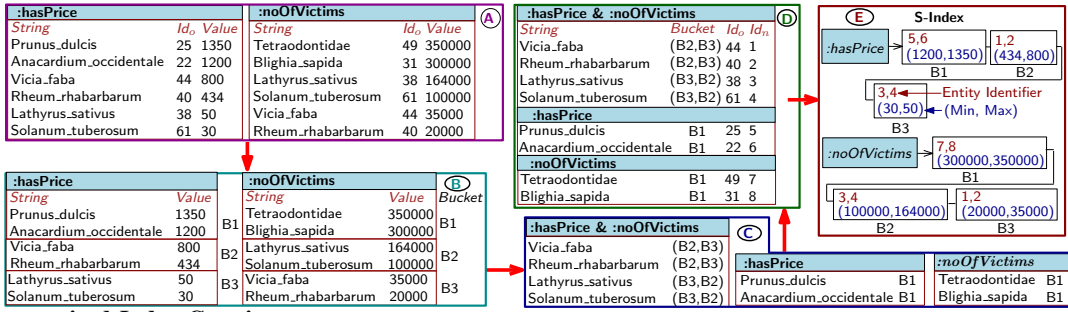 :hasPrice
String Idₒ Value
Prunus_dulcis 25 1350
Anacardium_occidentale 22 1200
Vicia_faba 44 800
Rheum_rhabarbarum 40 434
Lathyrus_sativus 38 50
Solanum_tuberosum 61 30
:noOfVictims
String Idₒ Value
Tetraodontidae 49 350000
Blighia_sapida 31 300000
Lathyrus_sativus 38 164000
Solanum_tuberosum 61 100000
Vicia_faba 44 35000
Rheum_rhabarbarum 40 20000
A
:hasPrice
String Value
Prunus_dulcis 1350
Anacardium_occidentale 1200
B1
Vicia_faba 800
Rheum_rhabarbarum 434
B2
Lathyrus_sativus 50
Solanum_tuberosum 30
B3
:noOfVictims
B
String Value Bucket
Tetraodontidae 350000
Blighia_sapida 300000
B1
Lathyrus_sativus 164000
Solanum_tuberosum 100000
B2
Vicia_faba 35000
Rheum_rhabarbarum 20000
B3
:hasPrice & :noOfVictims
C
Vicia_faba (B2,B3)
Rheum_rhabarbarum (B2,B3)
Lathyrus_sativus (B3,B2)
Solanum_tuberosum (B3,B2)
:hasPrice
Prunus_dulcis B1
Anacardium_occidentale B1
:noOfVictims
Tetraodontidae B1
Blighia_sapida B1
:hasPrice & :noOfVictims
D
String Bucket Idₒ Idₙ
Vicia_faba (B2,B3) 44 1
Rheum_rhabarbarum (B2,B3) 40 2
Lathyrus_sativus (B3,B2) 38 3
Solanum_tuberosum (B3,B2) 61 4
:hasPrice
Prunus_dulcis B1 25 5
Anacardium_occidentale B1 22 6
:noOfVictims
Tetraodontidae B1 49 7
Blighia_sapida B1 31 8
E
S-Index
:hasPrice
5,6
(1200,1350)
B1
1,2
(434,800)
B2
3,4
(30,50)
B3
Entity Identifier
(Min, Max)
:noOfVictims
7,8
(300000,350000)
B1
3,4
(100000,164000)
B2
1,2
(20000,35000)
B3